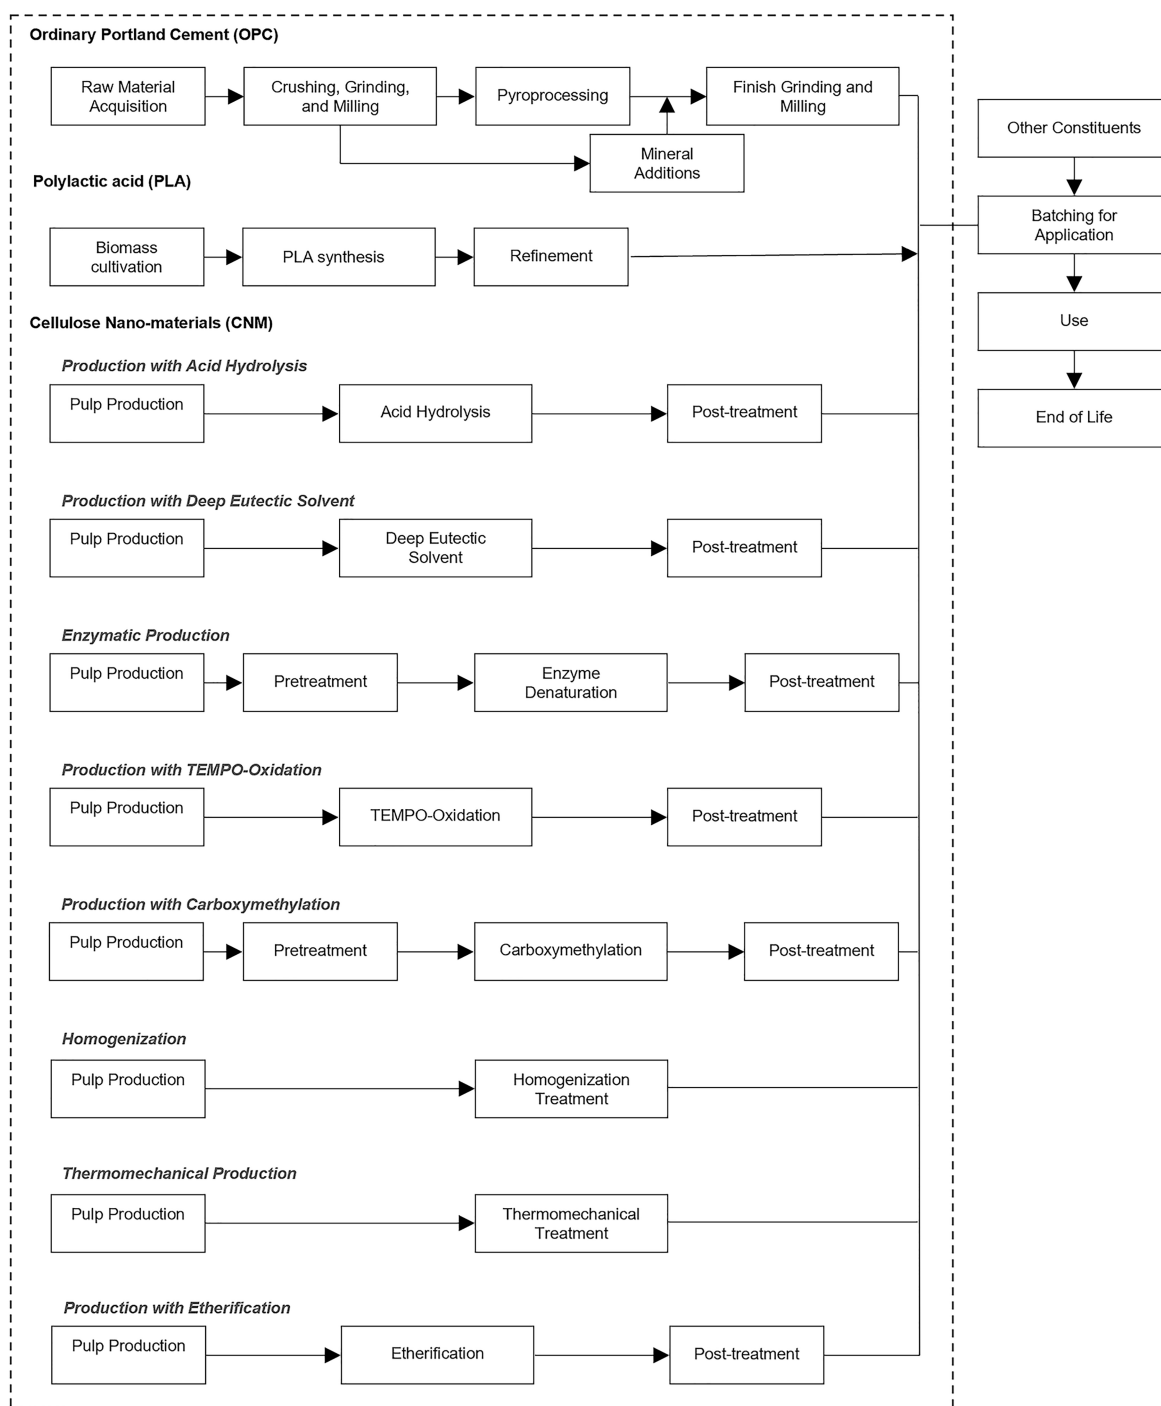 Ordinary Portland Cement (OPC)
Raw Material
Acquisition
Crushing, Grinding,
and Milling
Pyroprocessing
Finish Grinding and
Milling
Mineral
Additions
Other Constituents
Batching for
Application
Use
End of Life
Polylactic acid (PLA)
Biomass
cultivation
PLA synthesis
Refinement
Cellulose Nano-materials (CNM)
Production with Acid Hydrolysis
Pulp Production
Acid Hydrolysis
Post-treatment
Production with Deep Eutectic Solvent
Pulp Production
Deep Eutectic
Solvent
Post-treatment
Enzymatic Production
Pulp Production
Pretreatment
Enzyme
Denaturation
Post-treatment
Production with TEMPO-Oxidation
Pulp Production
TEMPO-Oxidation
Post-treatment
Production with Carboxymethylation
Pulp Production
Pretreatment
Carboxymethylation
Post-treatment
Homogenization
Pulp Production
Homogenization
Treatment
Thermomechanical Production
Pulp Production
Thermomechanical
Treatment
Production with Etherification
Pulp Production
Etherification
Post-treatment